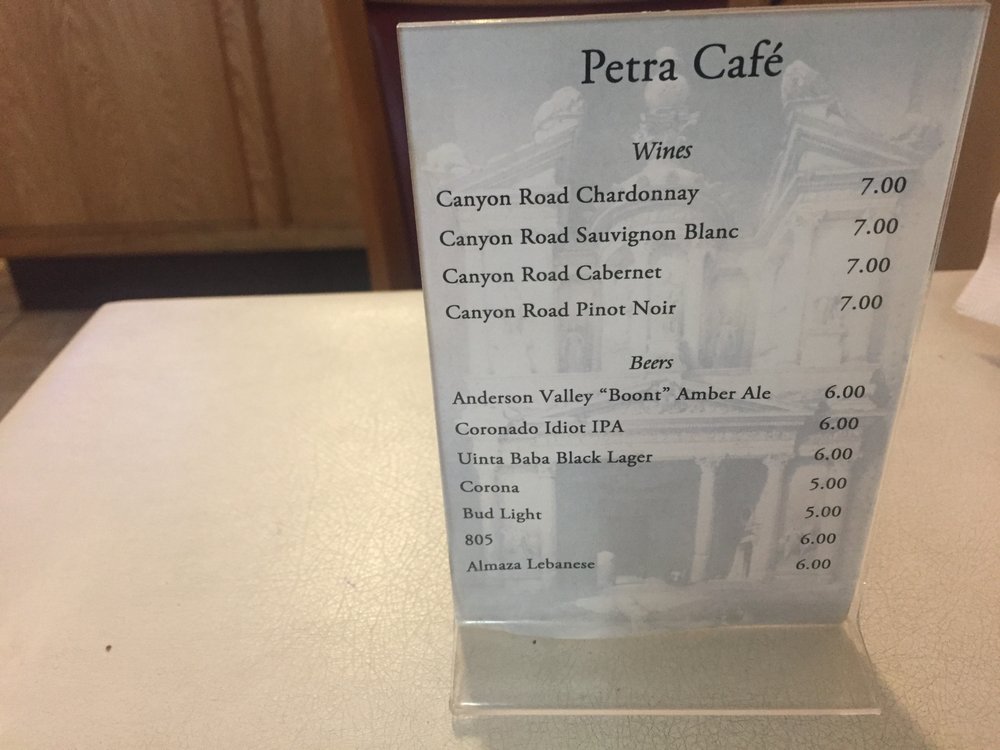 Petra Café
Wines
Canyon Road Chardonnay 7.00
Canyon Road Sauvignon Blanc 7.00
Canyon Road Cabernet 7.00
Canyon Road Pinot Noir 7.00
Beers
Anderson Valley “Boont” Amber Ale 6.00
Coronado Idiot IPA 6.00
Uinta Baba Black Lager 6.00
Corona 5.00
Bud Light 5.00
805 6.00
Almaza Lebanese 6.00